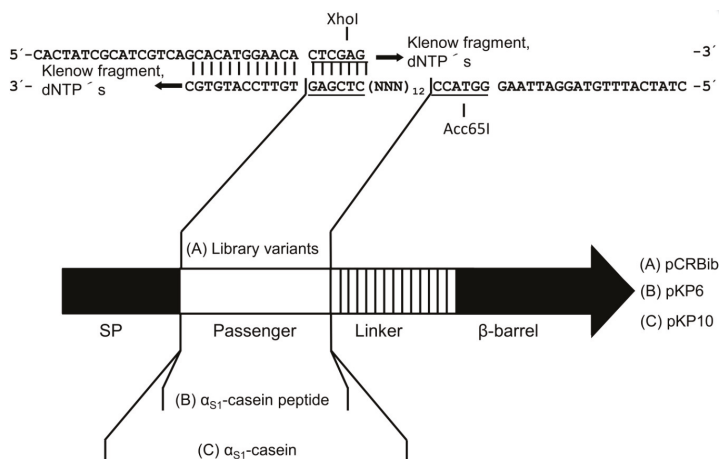 XhoI
5´-CACTATCGCATCGTCAGCACATGGAACA CTCGAG Klenow fragment, dNTP´s -3´
Klenow fragment, dNTP´s
3´- CGTGTACCTTGT GAGCTC(NNN)12 CCATGG GAATTAGGATGTTTACTATC -5´
Acc65I
(A) Library variants
(A) pCRBib
(B) pKP6
(C) pKP10
SP Passenger Linker β-barrel
(B) αS1-casein peptide
(C) αS1-casein